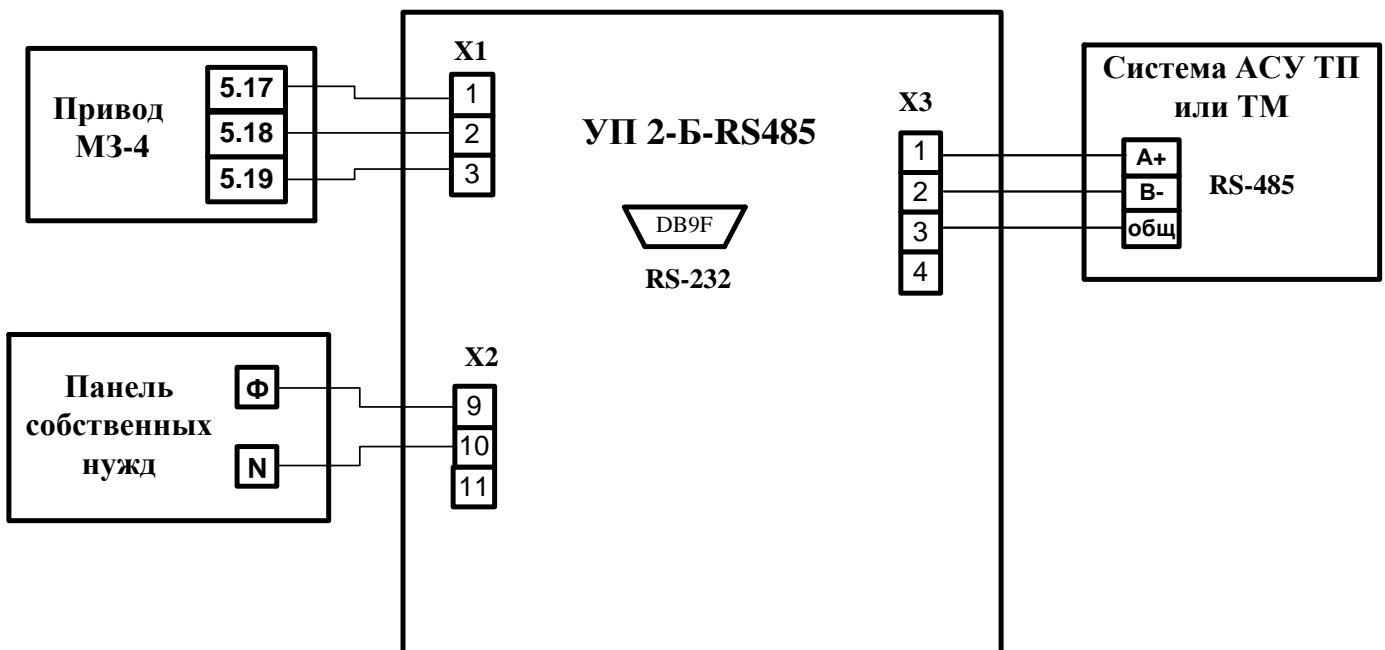 Привод
МЗ-4
5.17
5.18
5.19
X1
1
2
3
УП 2-Б-RS485
DB9F
RS-232
X3
1
2
3
4
Система АСУ ТП
или ТМ
A+
B-
общ
RS-485
Панель
собственных
нужд
Ф
N
X2
9
10
11